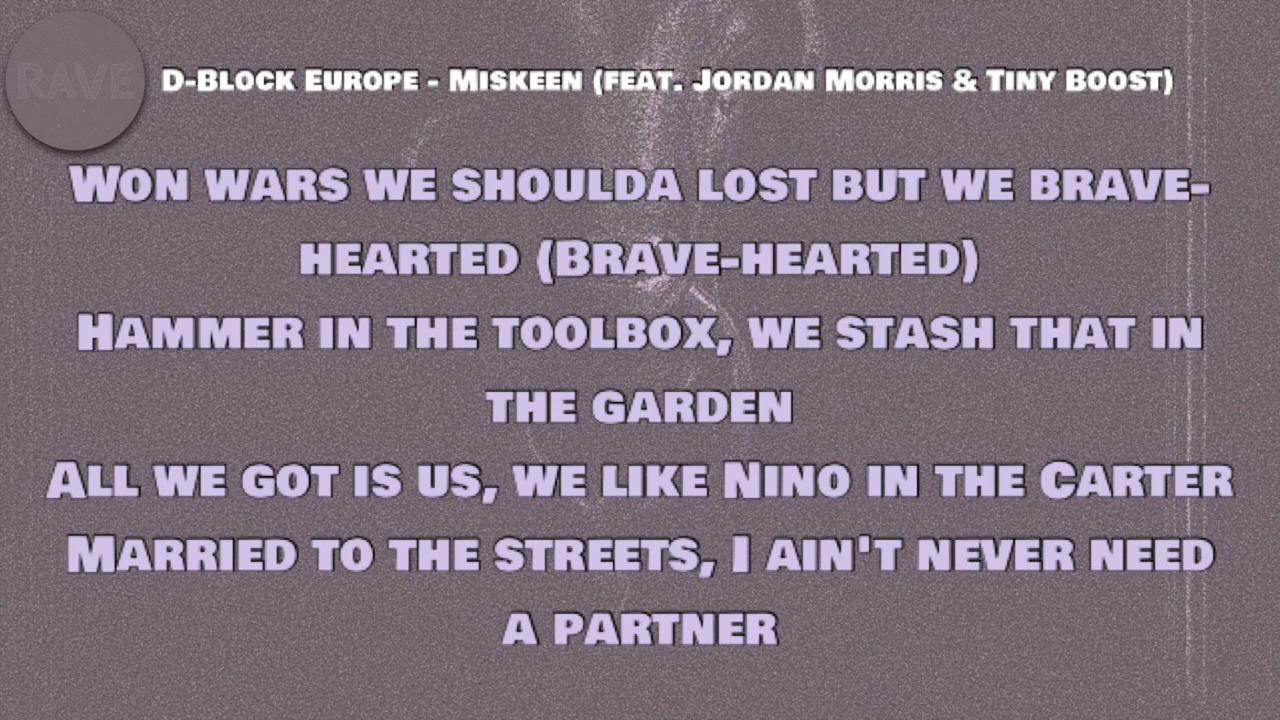 RAVE
D-Block Europe - Miskeen (feat. Jordan Morris & Tiny Boost)
Won wars we shoulda lost but we brave-
hearted (Brave-hearted)
Hammer in the toolbox, we stash that in
the garden
All we got is us, we like Nino in the Carter
Married to the streets, I ain't never need
a partner